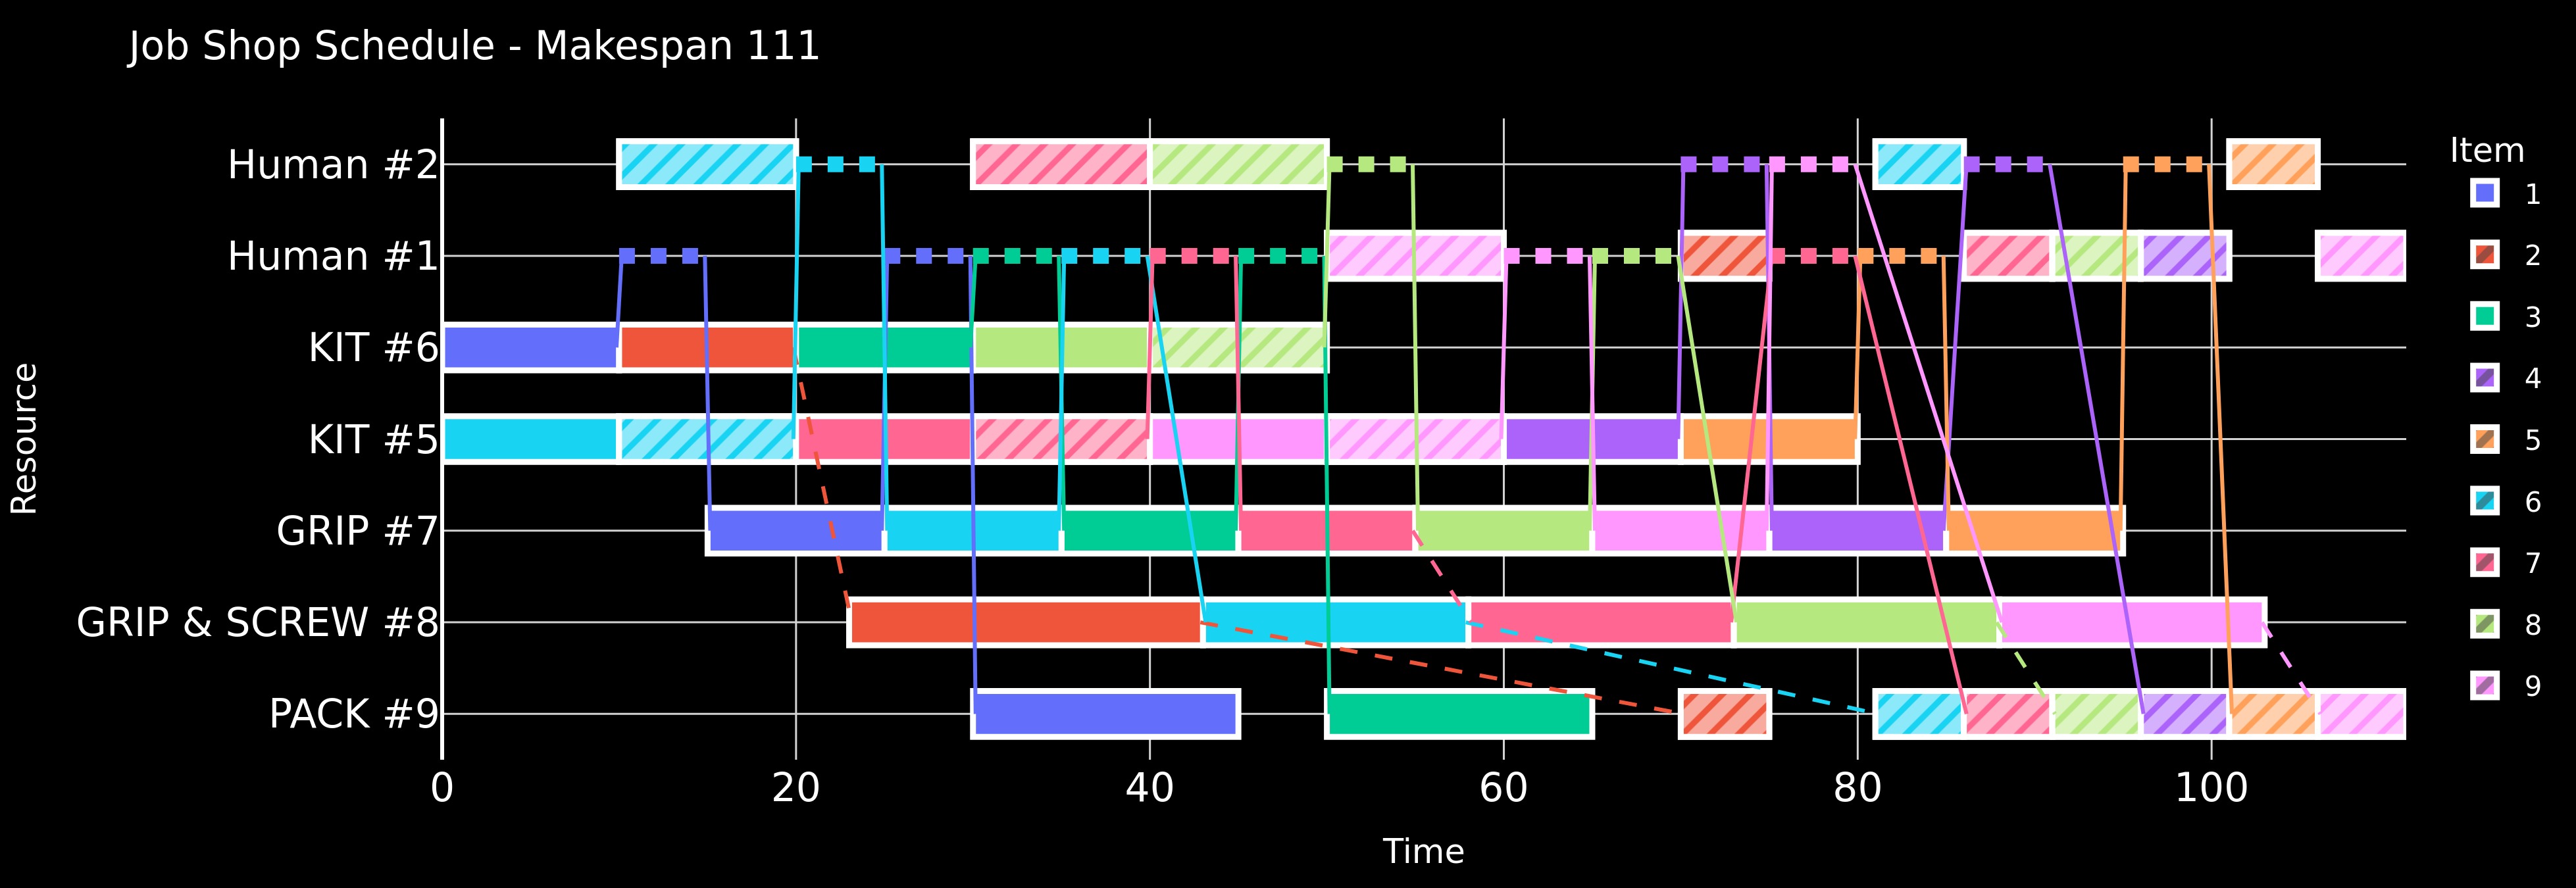 Job Shop Schedule - Makespan 111
Resource
Human #2
Human #1
KIT #6
KIT #5
GRIP #7
GRIP & SCREW #8
PACK #9
0 20 40 60 80 100
Time
Item
1
2
3
4
5
6
7
8
9